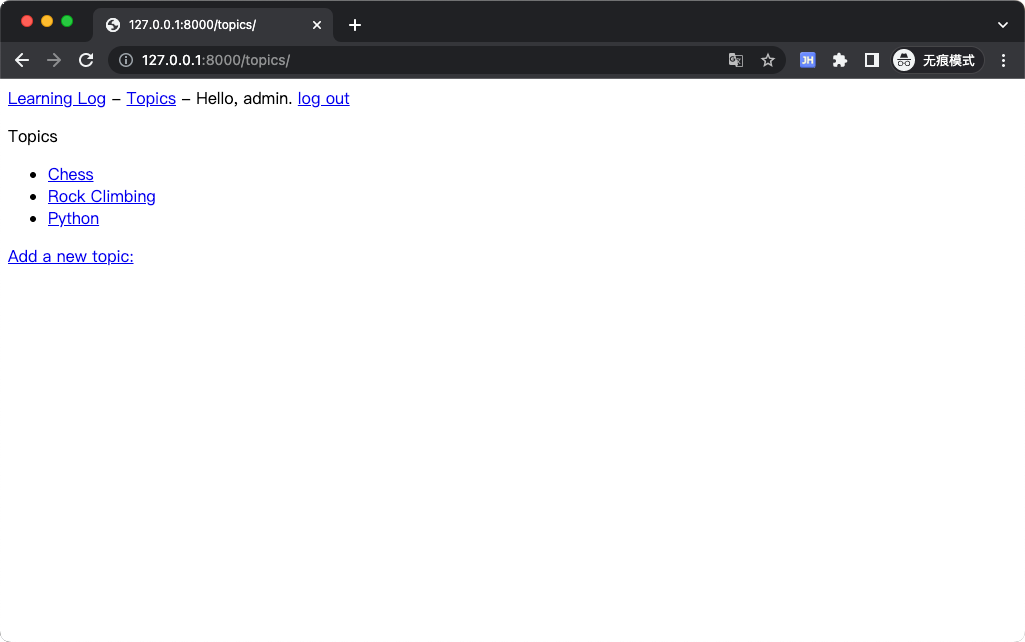 127.0.0.1:8000/topics/
127.0.0.1:8000/topics/
JH
无痕模式
Learning Log - Topics - Hello, admin. log out
Topics
Chess
Rock Climbing
Python
Add a new topic: